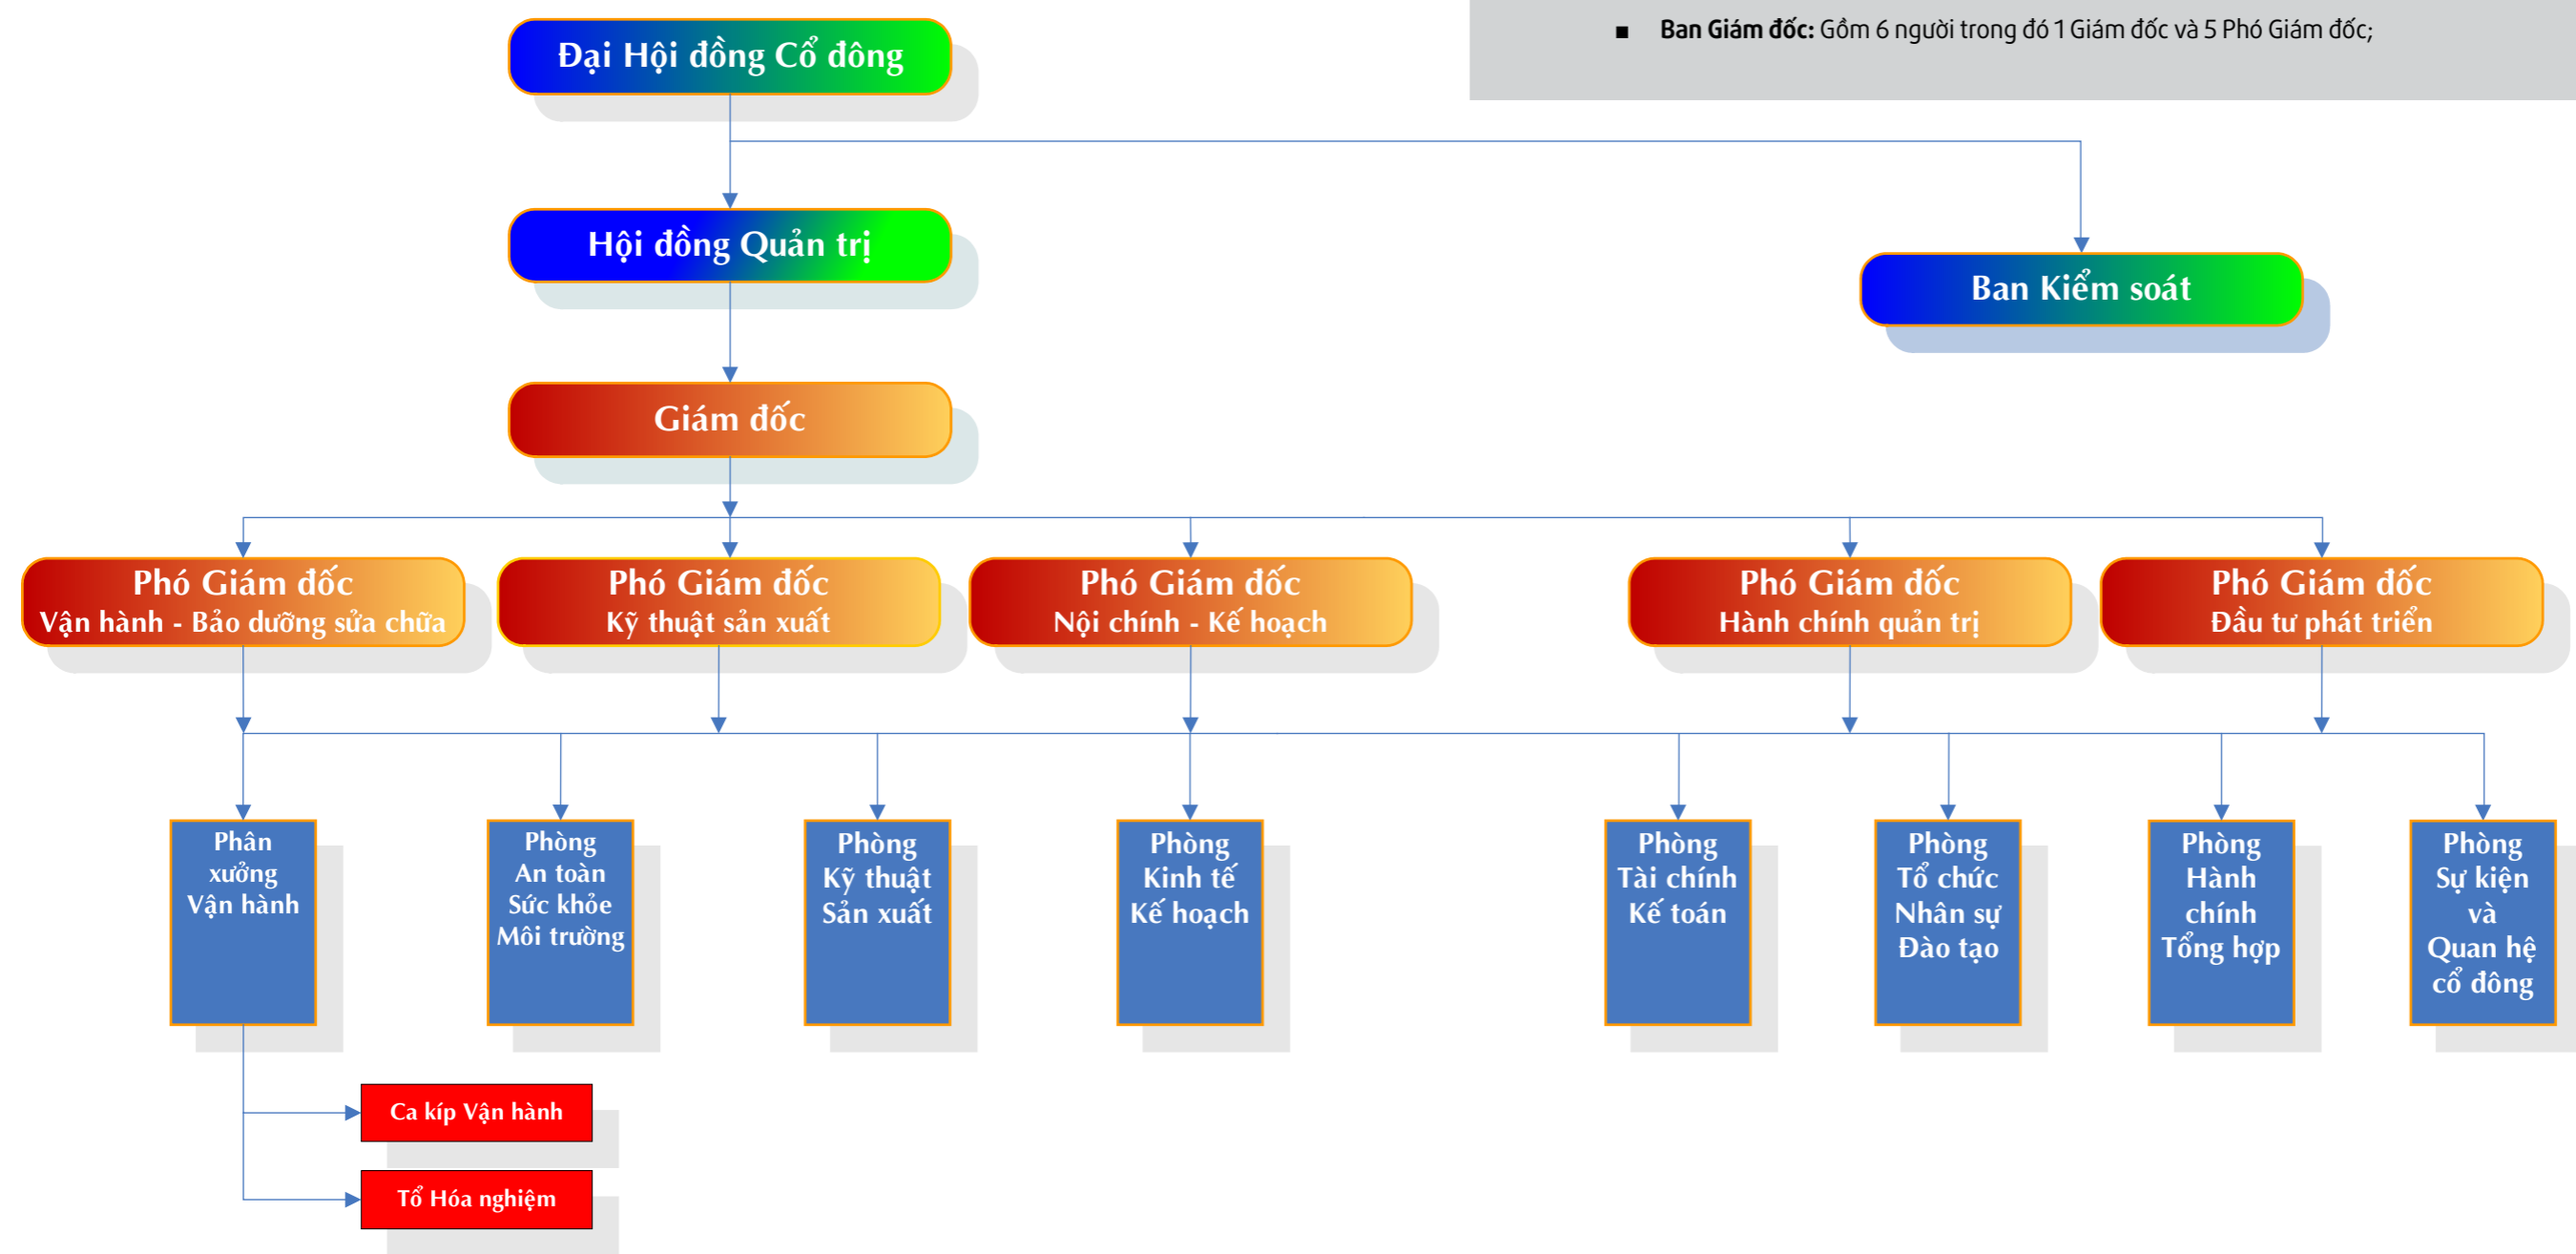 ■ Ban Giám đốc: Gồm 6 người trong đó 1 Giám đốc và 5 Phó Giám đốc;
Đại Hội đồng Cổ đông
Hội đồng Quản trị
Ban Kiểm soát
Giám đốc
Phó Giám đốc
Vận hành - Bảo dưỡng sửa chữa
Phó Giám đốc
Kỹ thuật sản xuất
Phó Giám đốc
Nội chính - Kế hoạch
Phó Giám đốc
Hành chính quản trị
Phó Giám đốc
Đầu tư phát triển
Phân
xưởng
Vận hành
Phòng
An toàn
Sức khỏe
Môi trường
Phòng
Kỹ thuật
Sản xuất
Phòng
Kinh tế
Kế hoạch
Phòng
Tài chính
Kế toán
Phòng
Tổ chức
Nhân sự
Đào tạo
Phòng
Hành
chính
Tổng hợp
Phòng
Sự kiện
và
Quan hệ
cổ đông
Ca kíp Vận hành
Tổ Hóa nghiệm